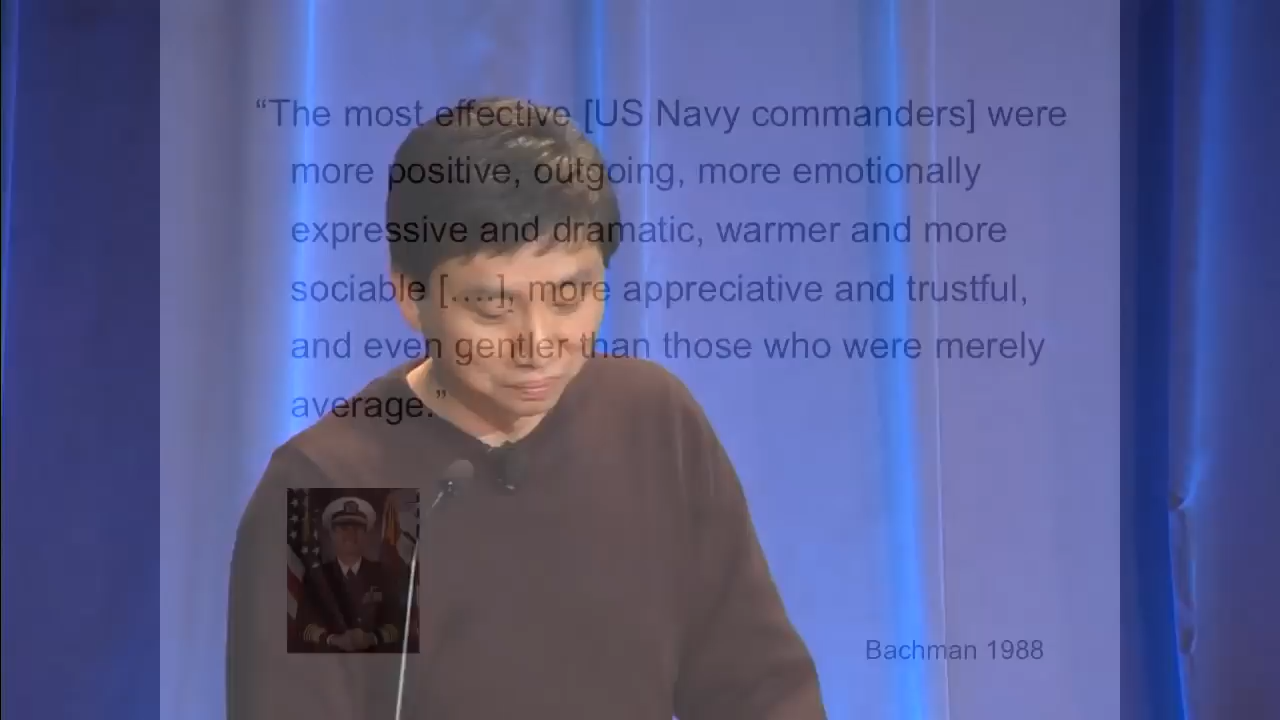 “The most effective [US Navy commanders] were
more positive, outgoing, more emotionally
expressive and dramatic, warmer and more
sociable [....], more appreciative and trustful,
and even gentler than those who were merely
average.”
Bachman 1988